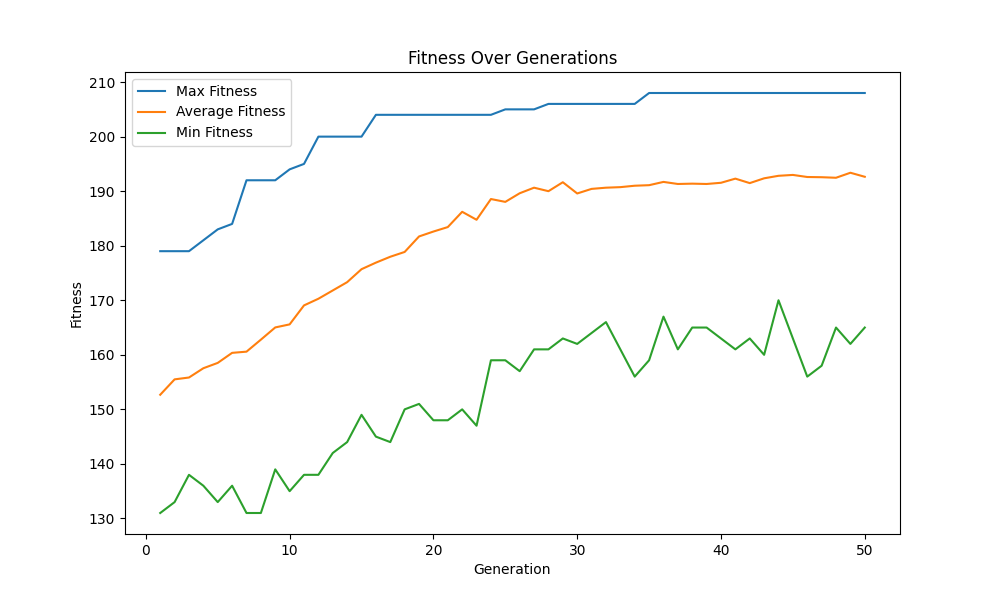 Fitness Over Generations
Max Fitness
Average Fitness
Min Fitness
210
200
190
180
170
160
150
140
130
Fitness
0 10 20 30 40 50
Generation